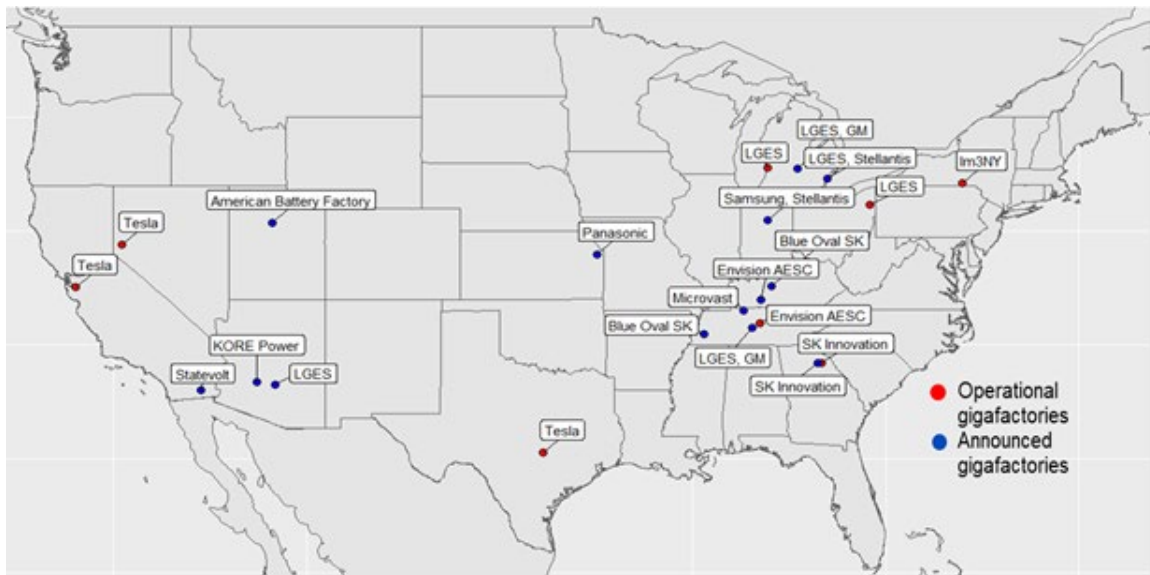 LGES, GM
LGES
LGES, Stellantis
Im3NY
American Battery Factory
Samsung, Stellantis
LGES
Tesla
Panasonic
Blue Oval SK
Tesla
Envision AESC
Microvast
Envision AESC
Blue Oval SK
KORE Power
SK Innovation
LGES, GM
Statevolt
LGES
SK Innovation
Operational
gigafactories
Tesla
Announced
gigafactories